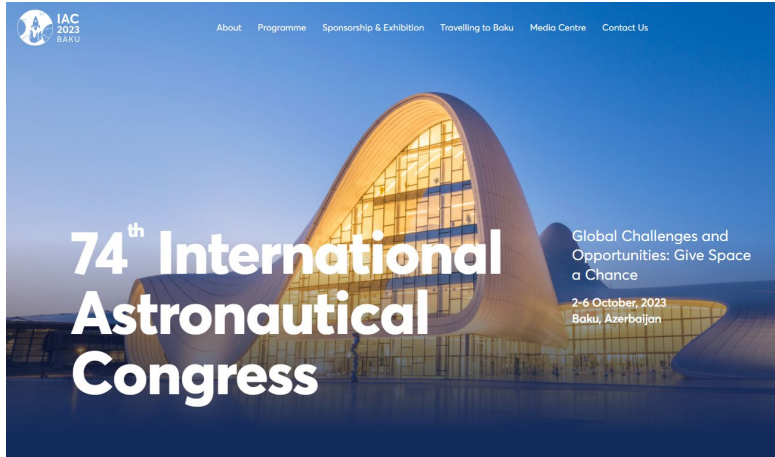 IAC
2023
BAKU
About Programme Sponsorship & Exhibition Travelling to Baku Media Centre Contact Us
74th International
Astronautical
Congress
Global Challenges and
Opportunities: Give Space
a Chance
2-6 October, 2023
Baku, Azerbaijan